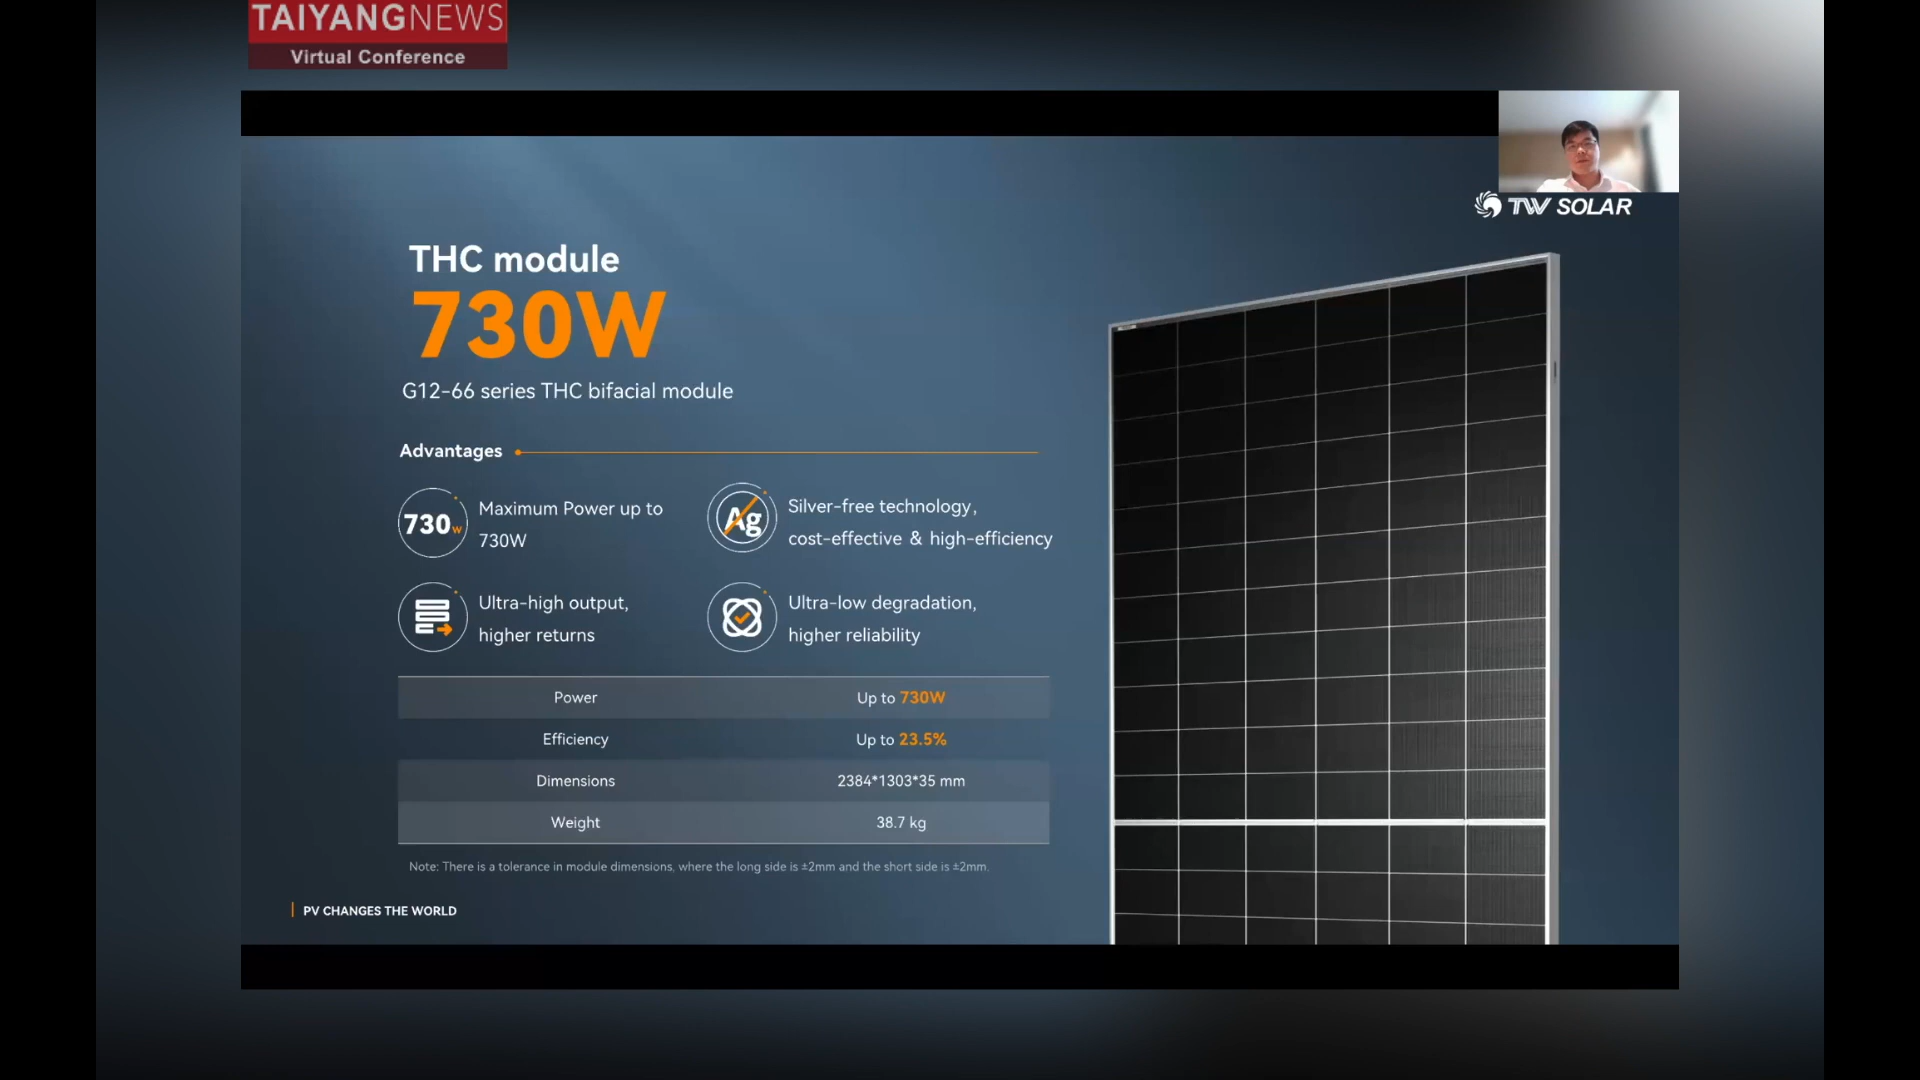 TAIYANGNEWS
Virtual Conference
TW SOLAR
THC module
730W
G12-66 series THC bifacial module
Advantages
730W
Maximum Power up to
730W
Ag
Silver-free technology,
cost-effective & high-efficiency
Ultra-high output,
higher returns
Ultra-low degradation,
higher reliability
Power Up to 730W
Efficiency Up to 23.5%
Dimensions 2384*1303*35 mm
Weight 38.7 kg
Note: There is a tolerance in module dimensions, where the long side is ±2mm and the short side is ±2mm.
PV CHANGES THE WORLD